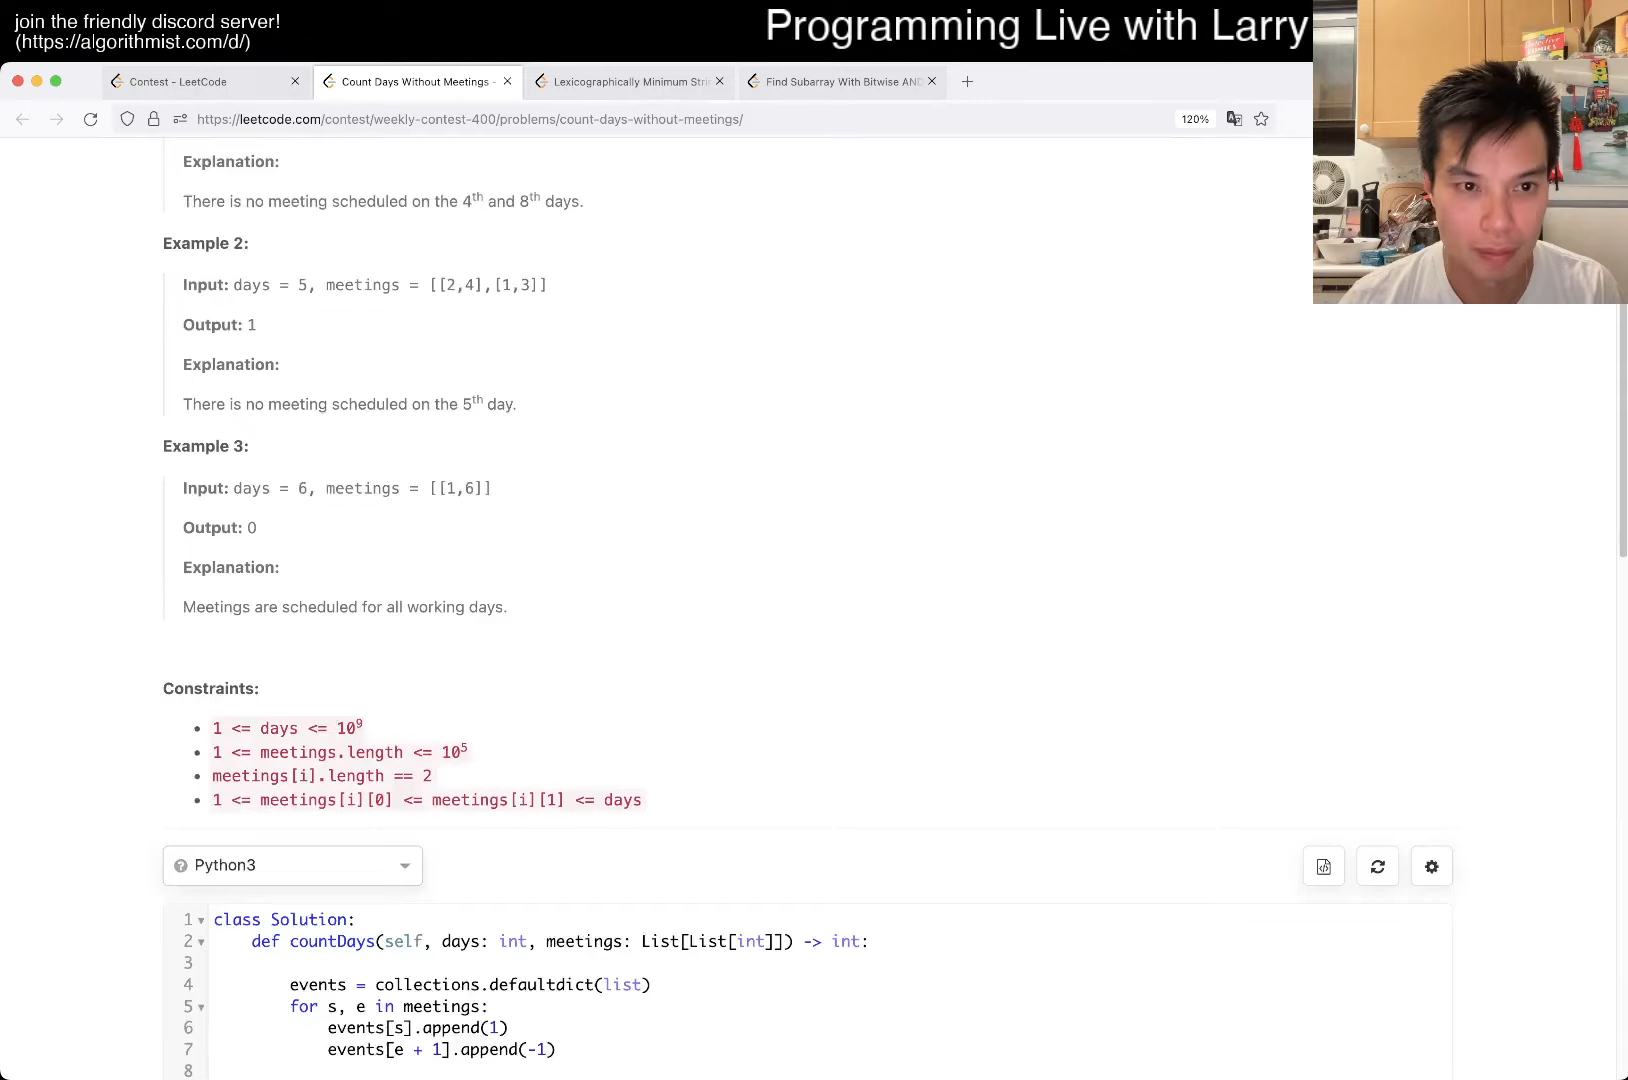 join the friendly discord server!
(https://algorithmist.com/d/)
Programming Live with Larry
Contest - LeetCode
Count Days Without Meetings -
Lexicographically Minimum Stri
Find Subarray With Bitwise AND
https://leetcode.com/contest/weekly-contest-400/problems/count-days-without-meetings/
120%
Explanation:
There is no meeting scheduled on the 4th and 8th days.
Example 2:
Input: days = 5, meetings = [[2,4],[1,3]]
Output: 1
Explanation:
There is no meeting scheduled on the 5th day.
Example 3:
Input: days = 6, meetings = [[1,6]]
Output: 0
Explanation:
Meetings are scheduled for all working days.
Constraints:
• 1 <= days <= 10⁹
• 1 <= meetings.length <= 10⁵
• meetings[i].length == 2
• 1 <= meetings[i][0] <= meetings[i][1] <= days
Python3
1 class Solution:
2 def countDays(self, days: int, meetings: List[List[int]]) -> int:
3
4 events = collections.defaultdict(list)
5 for s, e in meetings:
6 events[s].append(1)
7 events[e + 1].append(-1)
8